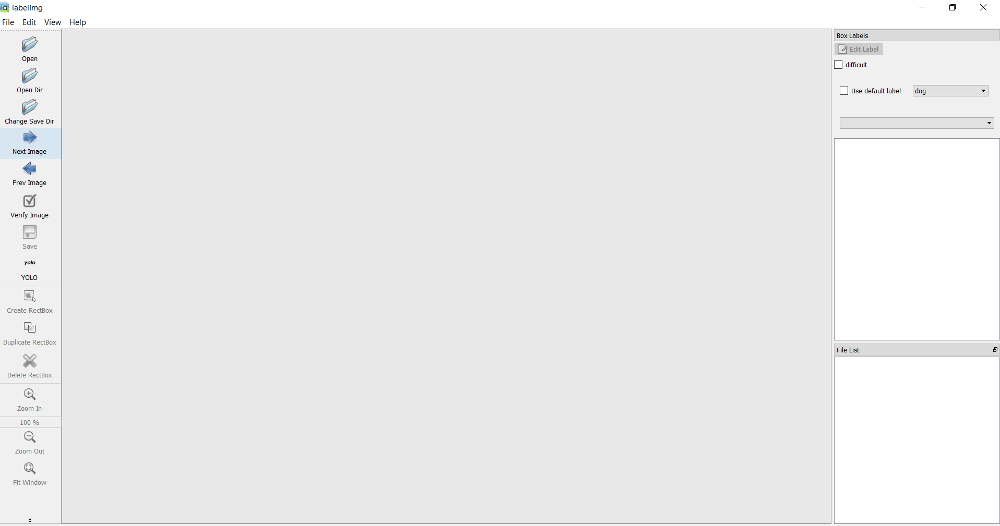 labelImg
File Edit View Help
Open
Open Dir
Change Save Dir
Next Image
Prev Image
Verify Image
Save
yolo
YOLO
Create RectBox
Duplicate RectBox
Delete RectBox
Zoom In
100 %
Zoom Out
Fit Window
Box Labels
Edit Label
difficult
Use default label dog
File List